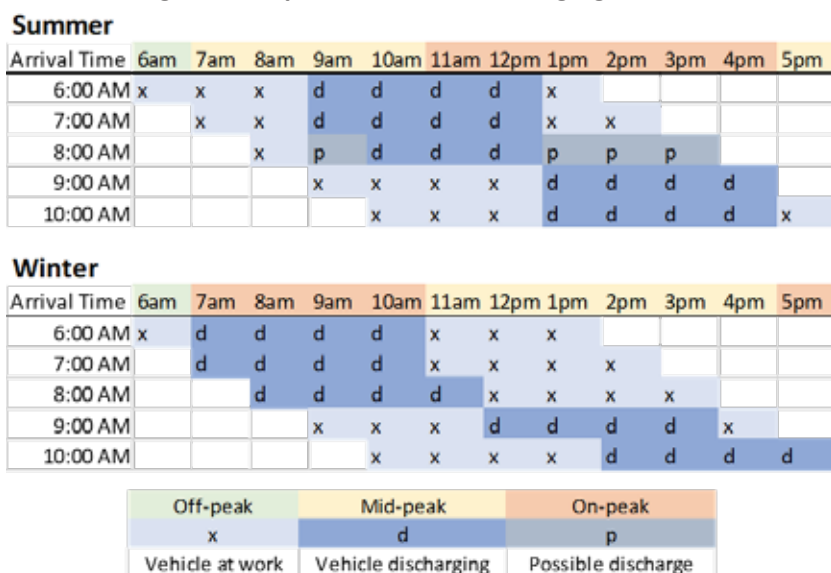 Summer
Arrival Time 6am 7am 8am 9am 10am 11am 12pm 1pm 2pm 3pm 4pm 5pm
6:00 AM x x x d d d d x
7:00 AM x x d d d d x x
8:00 AM x p d d d p p p
9:00 AM x x x x d d d d
10:00 AM x x x d d d d x
Winter
Arrival Time 6am 7am 8am 9am 10am 11am 12pm 1pm 2pm 3pm 4pm 5pm
6:00 AM x d d d d x x x
7:00 AM d d d d x x x x
8:00 AM d d d d x x x x
9:00 AM x x x d d d d x
10:00 AM x x x x d d d d
Off-peak Mid-peak On-peak
x d p
Vehicle at work Vehicle discharging Possible discharge